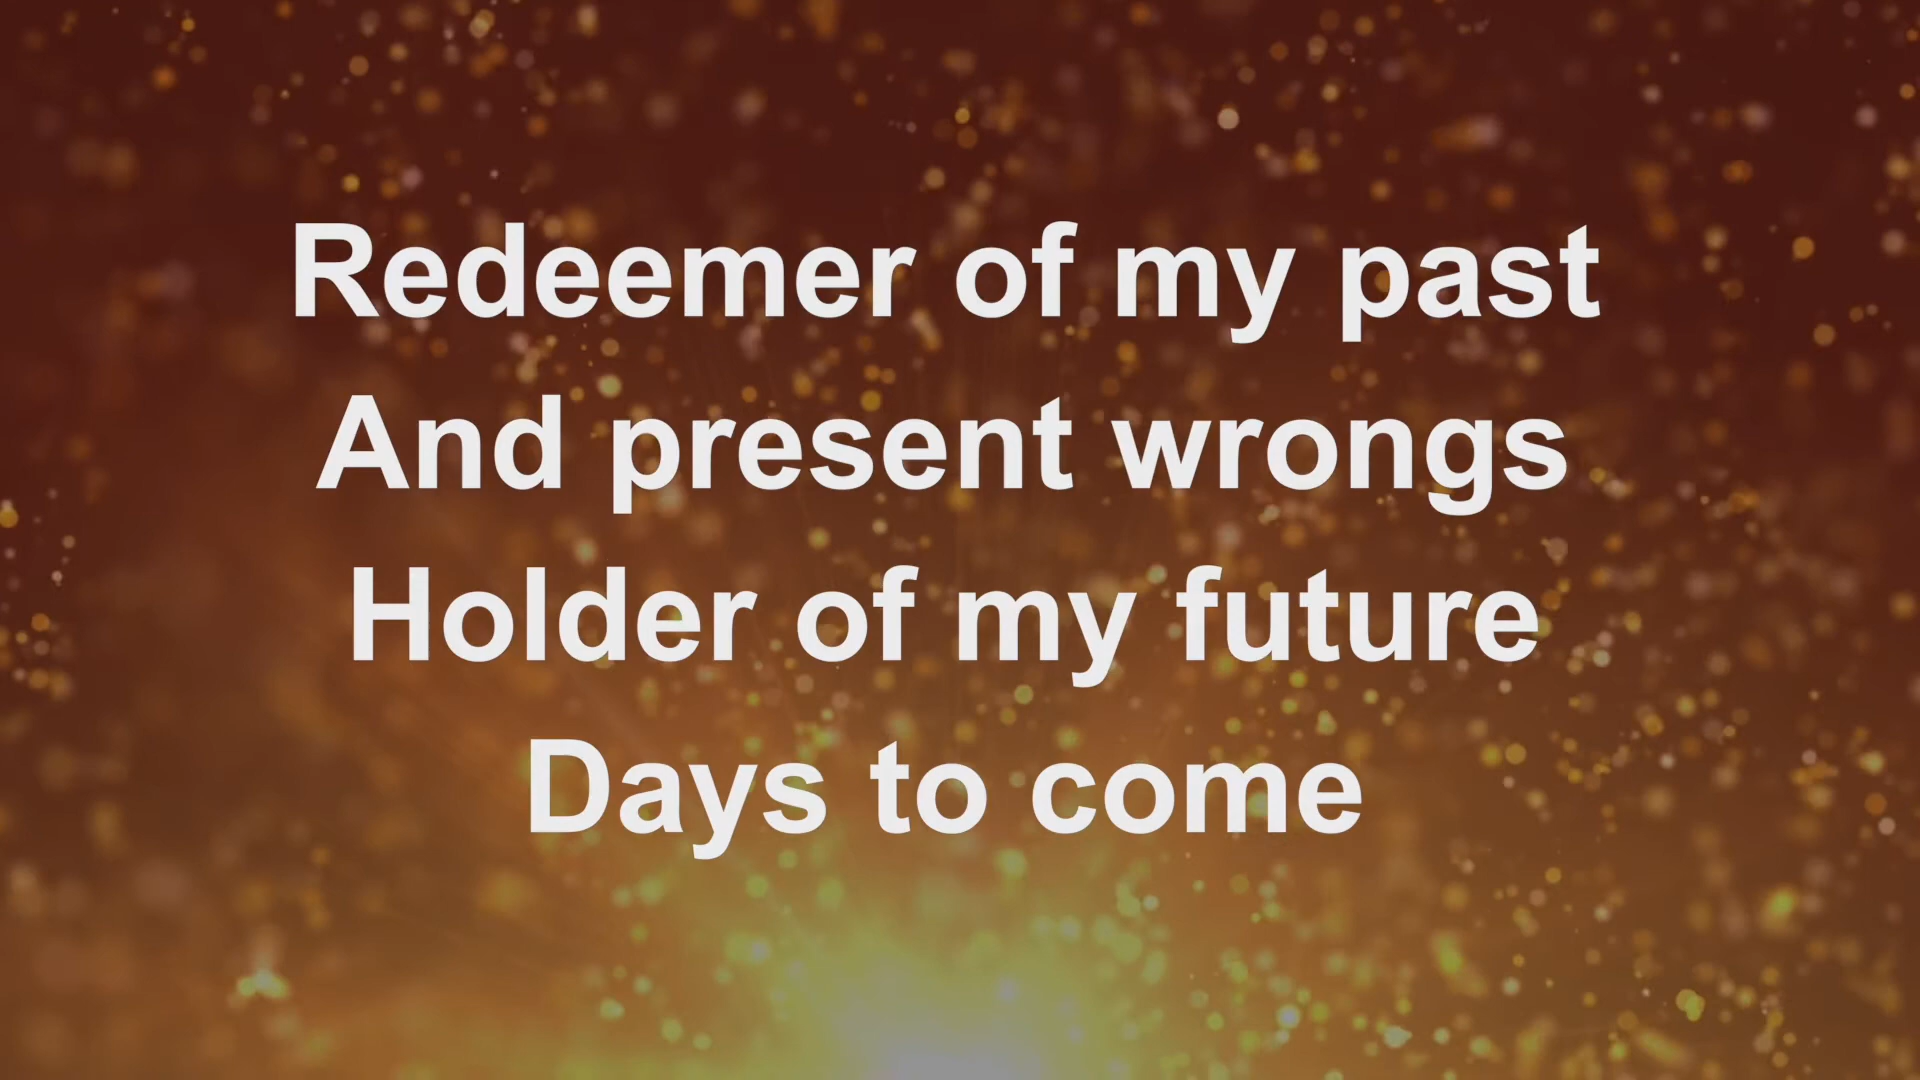 Redeemer of my past
And present wrongs
Holder of my future
Days to come